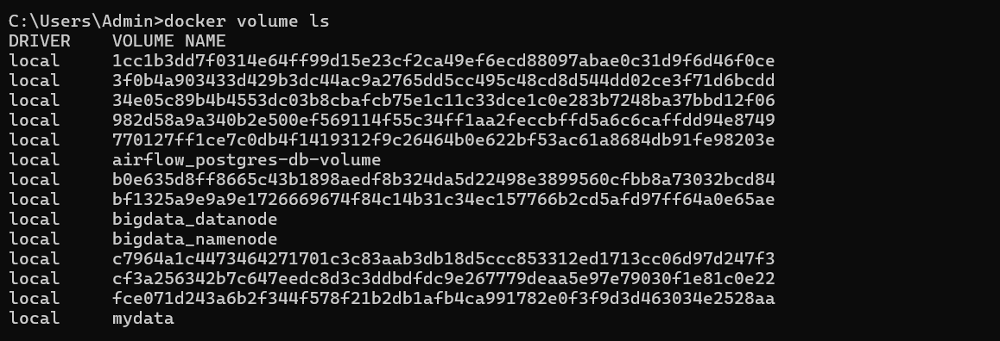 C:\Users\Admin>docker volume ls
DRIVER    VOLUME NAME
local     1cc1b3dd7f0314e64ff99d15e23cf2ca49ef6ecd88097abae0c31d9f6d46f0ce
local     3f0b4a903433d429b3dc44ac9a2765dd5cc495c48cd8d544dd02ce3f71d6bcdd
local     34e05c89b4b4553dc03b8cbafcb75e1c11c33dce1c0e283b7248ba37bbd12f06
local     982d58a9a340b2e500ef569114f55c34ff1aa2feccbffd5a6c6caffdd94e8749
local     770127ff1ce7c0db4f1419312f9c26464b0e622bf53ac61a8684db91fe98203e
local     airflow_postgres-db-volume
local     b0e635d8ff8665c43b1898aedf8b324da5d22498e3899560cfbb8a73032bcd84
local     bf1325a9e9a9e1726669674f84c14b31c34ec157766b2cd5afd97ff64a0e65ae
local     bigdata_datanode
local     bigdata_namenode
local     c7964a1c4473464271701c3c83aab3db18d5ccc853312ed1713cc06d97d247f3
local     cf3a256342b7c647eedc8d3c3ddbdfdc9e267779deaa5e97e79030f1e81c0e22
local     fce071d243a6b2f344f578f21b2db1afb4ca991782e0f3f9d3d463034e2528aa
local     mydata